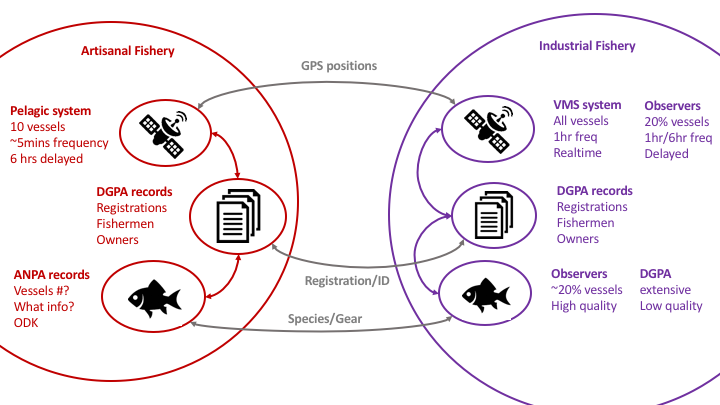 Artisanal Fishery
Industrial Fishery
GPS positions
Pelagic system
10 vessels
~5mins frequency
6 hrs delayed
VMS system
All vessels
1hr freq
Realtime
Observers
20% vessels
1hr/6hr freq
Delayed
DGPA records
Registrations
Fishermen
Owners
DGPA records
Registrations
Fishermen
Owners
Registration/ID
ANPA records
Vessels #?
What info?
ODK
Species/Gear
Observers
~20% vessels
High quality
DGPA
extensive
Low quality